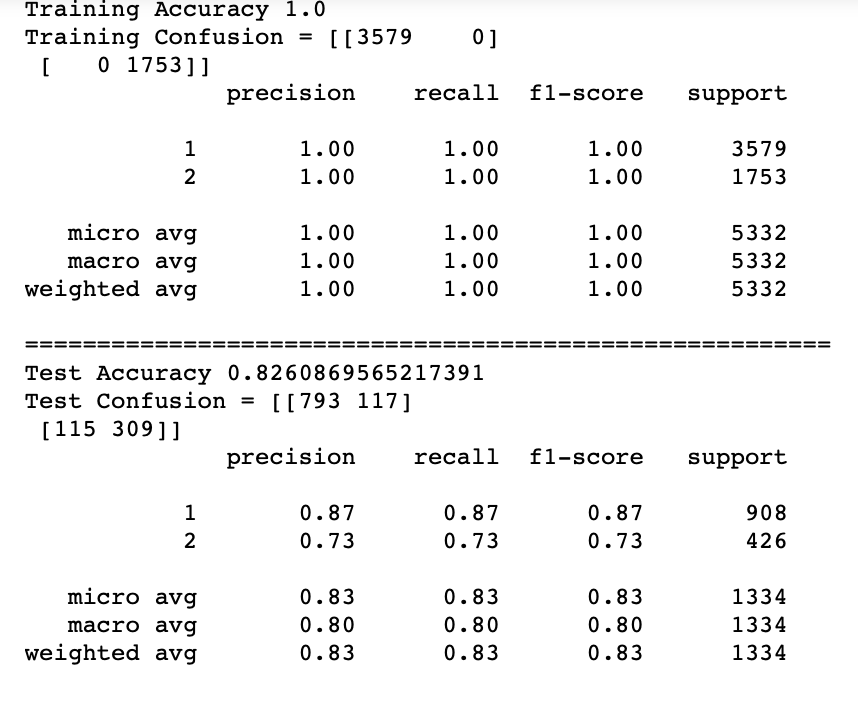 Training Accuracy 1.0
Training Confusion = [[3579    0]
 [   0 1753]]
              precision    recall  f1-score   support

           1       1.00      1.00      1.00      3579
           2       1.00      1.00      1.00      1753

   micro avg       1.00      1.00      1.00      5332
   macro avg       1.00      1.00      1.00      5332
weighted avg       1.00      1.00      1.00      5332

========================================================
Test Accuracy 0.8260869565217391
Test Confusion = [[793 117]
 [115 309]]
              precision    recall  f1-score   support

           1       0.87      0.87      0.87       908
           2       0.73      0.73      0.73       426

   micro avg       0.83      0.83      0.83      1334
   macro avg       0.80      0.80      0.80      1334
weighted avg       0.83      0.83      0.83      1334